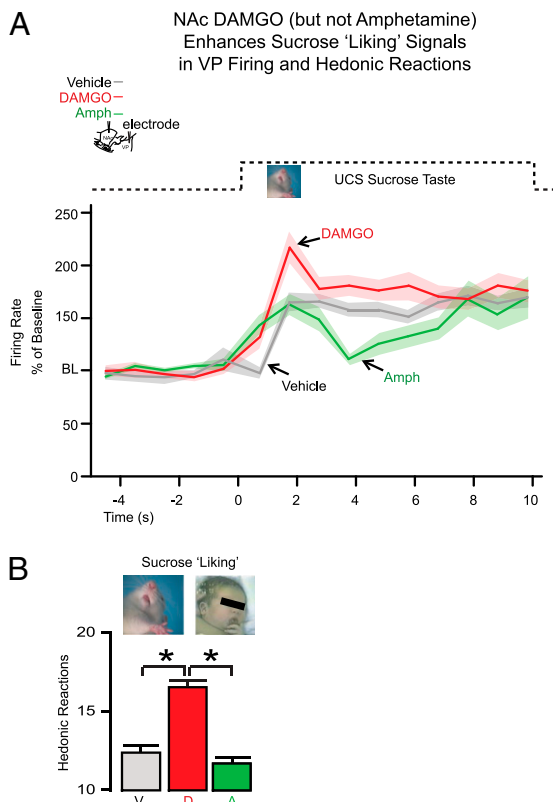 A
NAc DAMGO (but not Amphetamine)
Enhances Sucrose ‘Liking’ Signals
in VP Firing and Hedonic Reactions
Vehicle
DAMGO
Amph
electrode
NAc
VP
UCS Sucrose Taste
250
200
150
BL
50
0
Firing Rate
% of Baseline
DAMGO
Vehicle
Amph
-4 -2 0 2 4 6 8 10
Time (s)
B
Sucrose ‘Liking’
20
15
10
Hedonic Reactions
* *
V D A